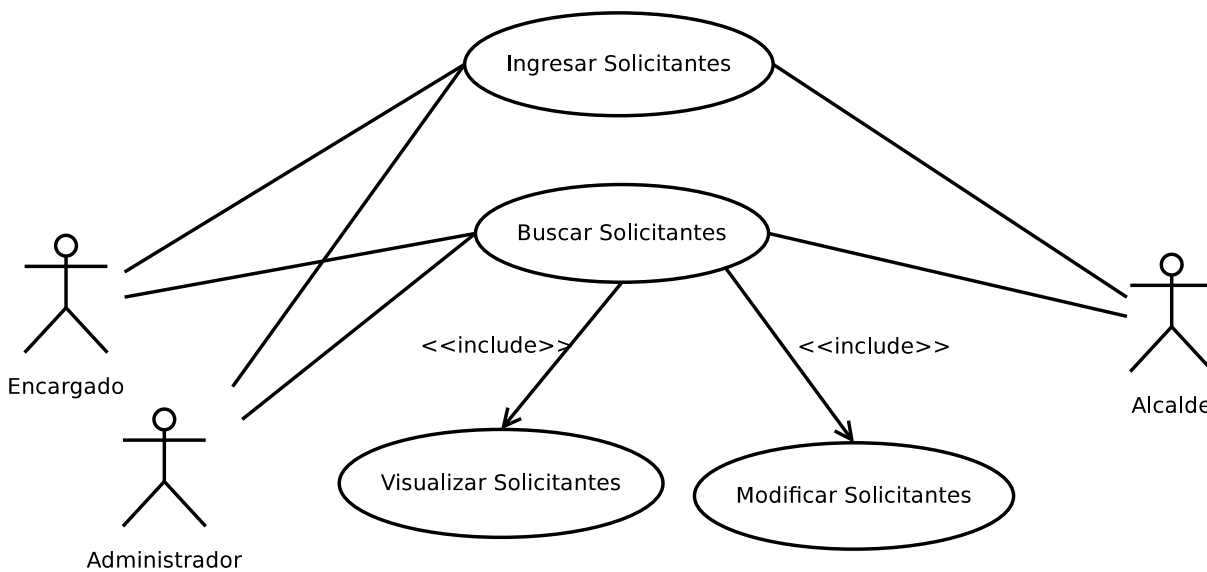 Ingresar Solicitantes
Buscar Solicitantes
<<include>>
<<include>>
Encargado
Alcalde
Visualizar Solicitantes
Modificar Solicitantes
Administrador